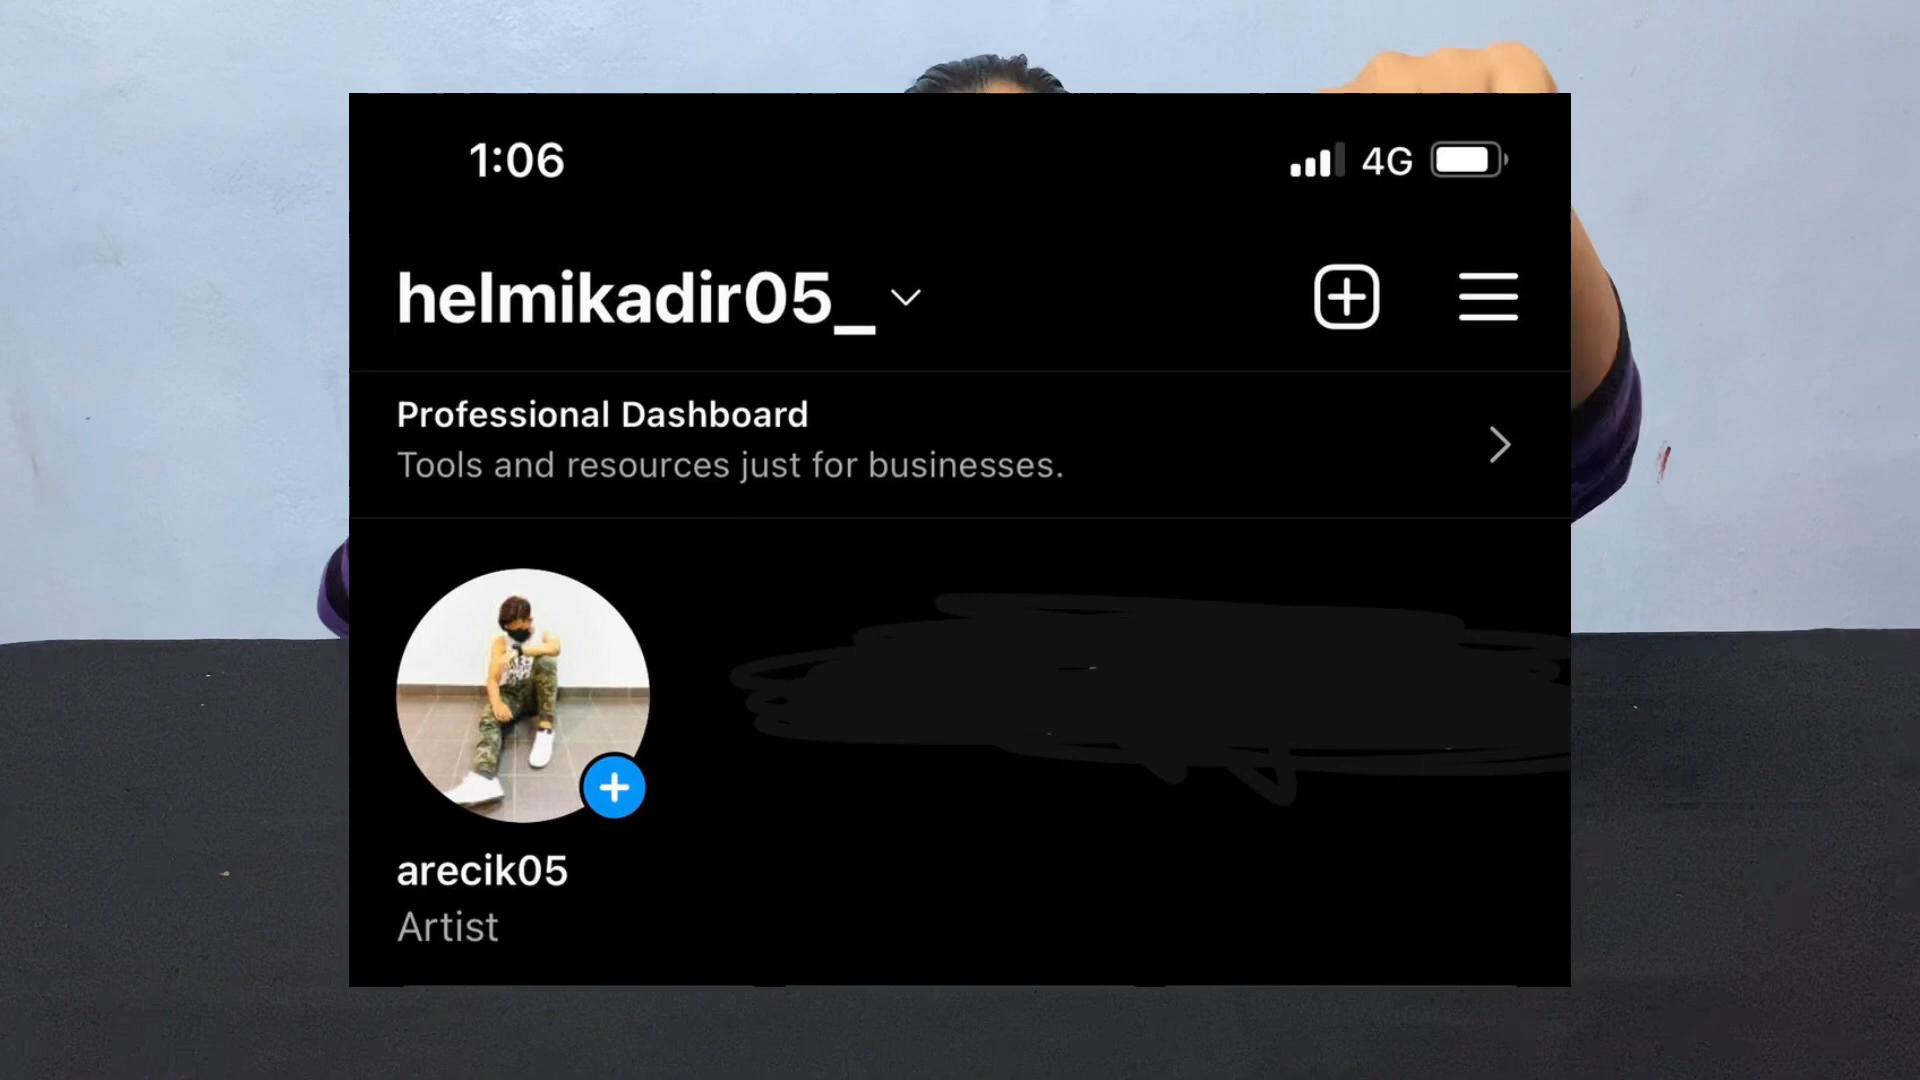 1:06 4G
helmikadir05_
Professional Dashboard
Tools and resources just for businesses.
arecik05
Artist